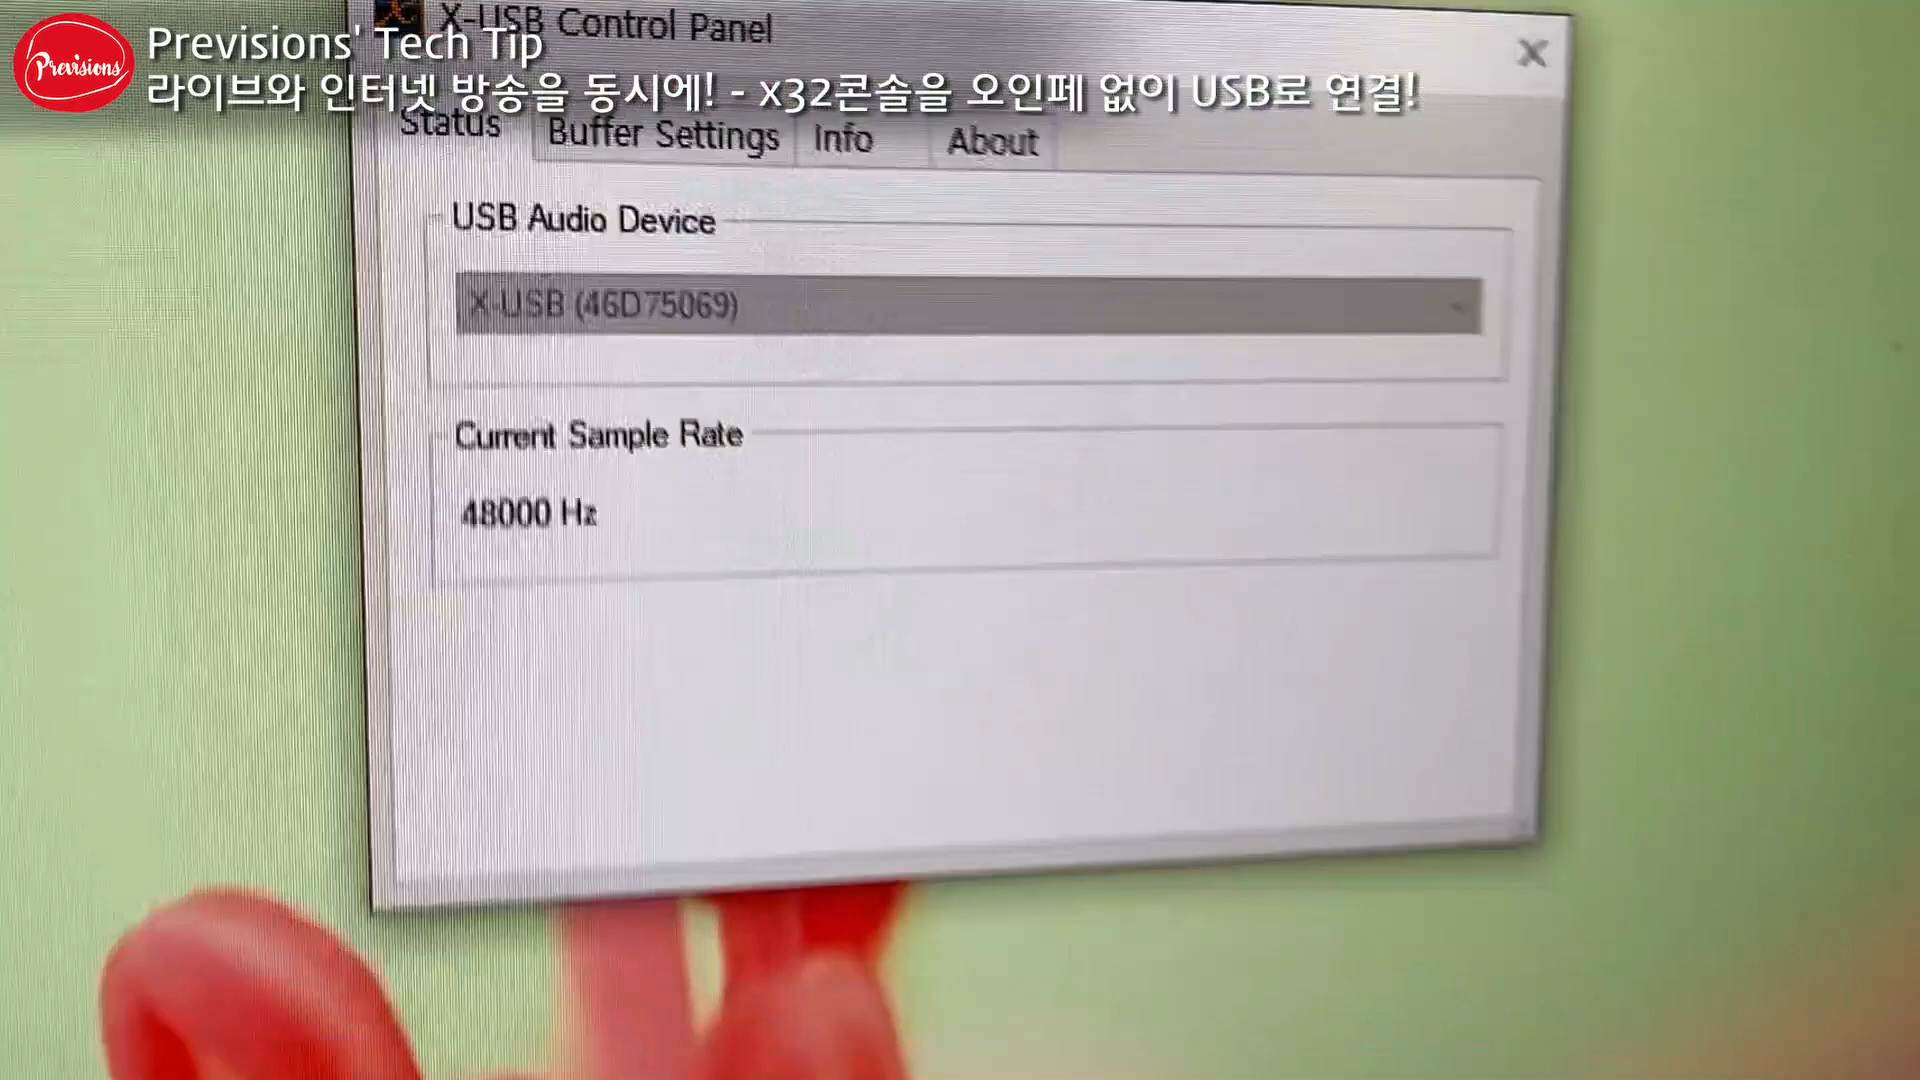 X-USB Control Panel
Previsions
Previsions' Tech Tip
라이브와 인터넷 방송을 동시에! - x32콘솔을 오인페 없이 USB로 연결!
Status Buffer Settings Info About
USB Audio Device
X-USB (46D75069)
Current Sample Rate
48000 Hz